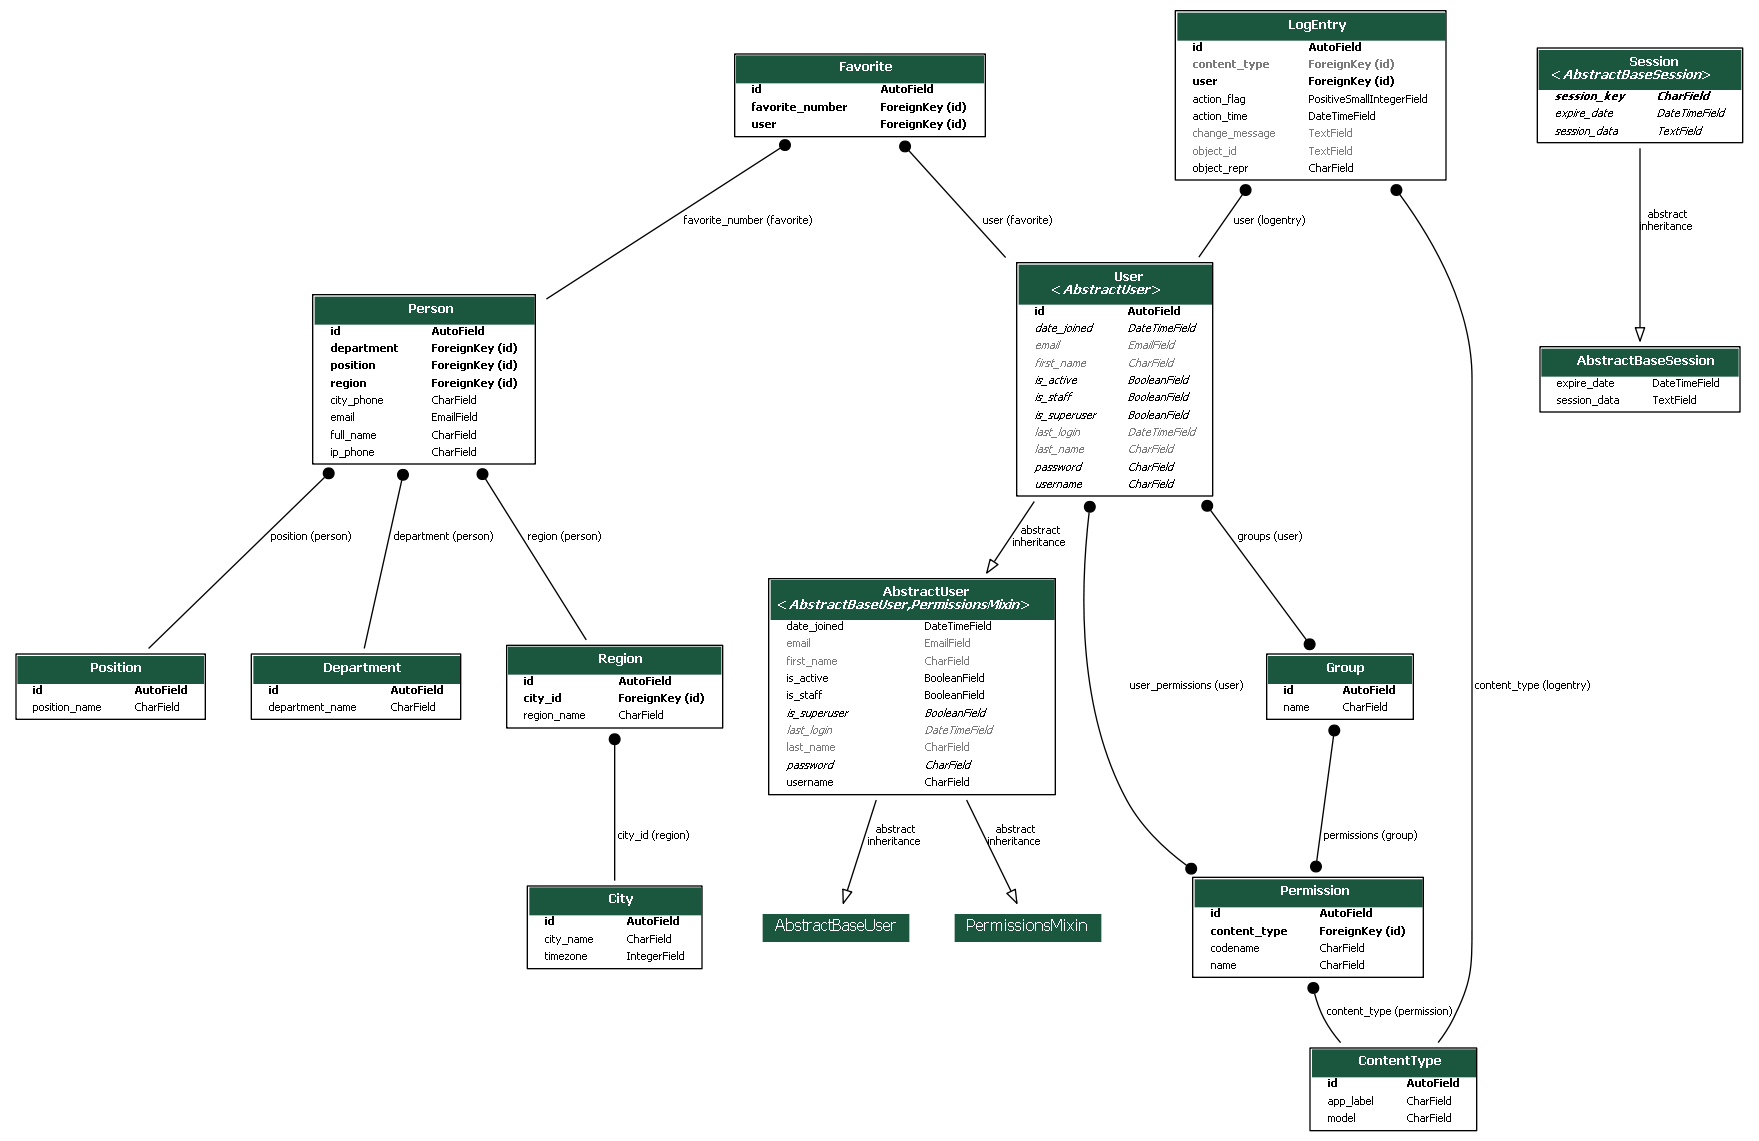 LogEntry
id AutoField
content_type ForeignKey (id)
user ForeignKey (id)
action_flag PositiveSmallIntegerField
action_time DateTimeField
change_message TextField
object_id TextField
object_repr CharField
Favorite
id AutoField
favorite_number ForeignKey (id)
user ForeignKey (id)
Session
<AbstractBaseSession>
session_key CharField
expire_date DateTimeField
session_data TextField
favorite_number (favorite)
user (favorite)
user (logentry)
abstract
inheritance
User
<AbstractUser>
id AutoField
date_joined DateTimeField
email EmailField
first_name CharField
is_active BooleanField
is_staff BooleanField
is_superuser BooleanField
last_login DateTimeField
last_name CharField
password CharField
username CharField
Person
id AutoField
department ForeignKey (id)
position ForeignKey (id)
region ForeignKey (id)
city_phone CharField
email EmailField
full_name CharField
ip_phone CharField
AbstractBaseSession
expire_date DateTimeField
session_data TextField
position (person)
department (person)
region (person)
abstract
inheritance
groups (user)
AbstractUser
<AbstractBaseUser,PermissionsMixin>
date_joined DateTimeField
email EmailField
first_name CharField
is_active BooleanField
is_staff BooleanField
is_superuser BooleanField
last_login DateTimeField
last_name CharField
password CharField
username CharField
Position
id AutoField
position_name CharField
Department
id AutoField
department_name CharField
Region
id AutoField
city_id ForeignKey (id)
region_name CharField
user_permissions (user)
Group
id AutoField
name CharField
content_type (logentry)
city_id (region)
abstract
inheritance
abstract
inheritance
permissions (group)
City
id AutoField
city_name CharField
timezone IntegerField
AbstractBaseUser
PermissionsMixin
Permission
id AutoField
content_type ForeignKey (id)
codename CharField
name CharField
content_type (permission)
ContentType
id AutoField
app_label CharField
model CharField